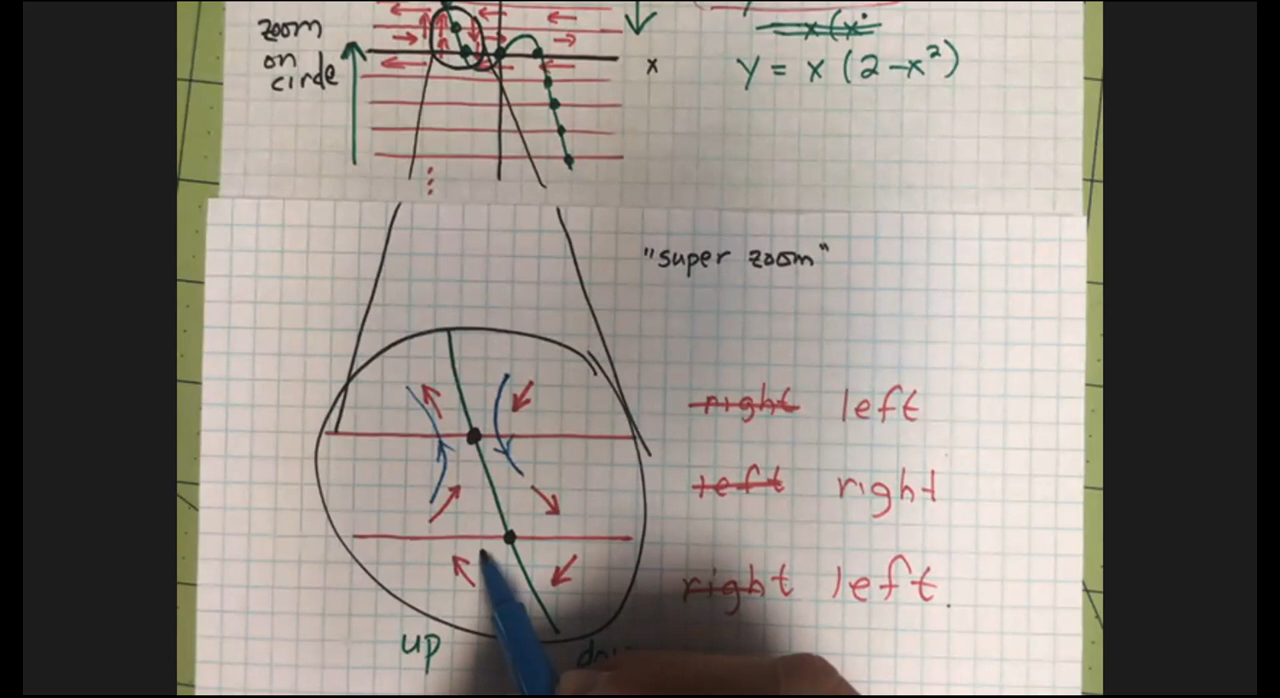 zoom
on
circle
x
y = x (2-x²)
"super zoom"
right left
left right
right left.
up